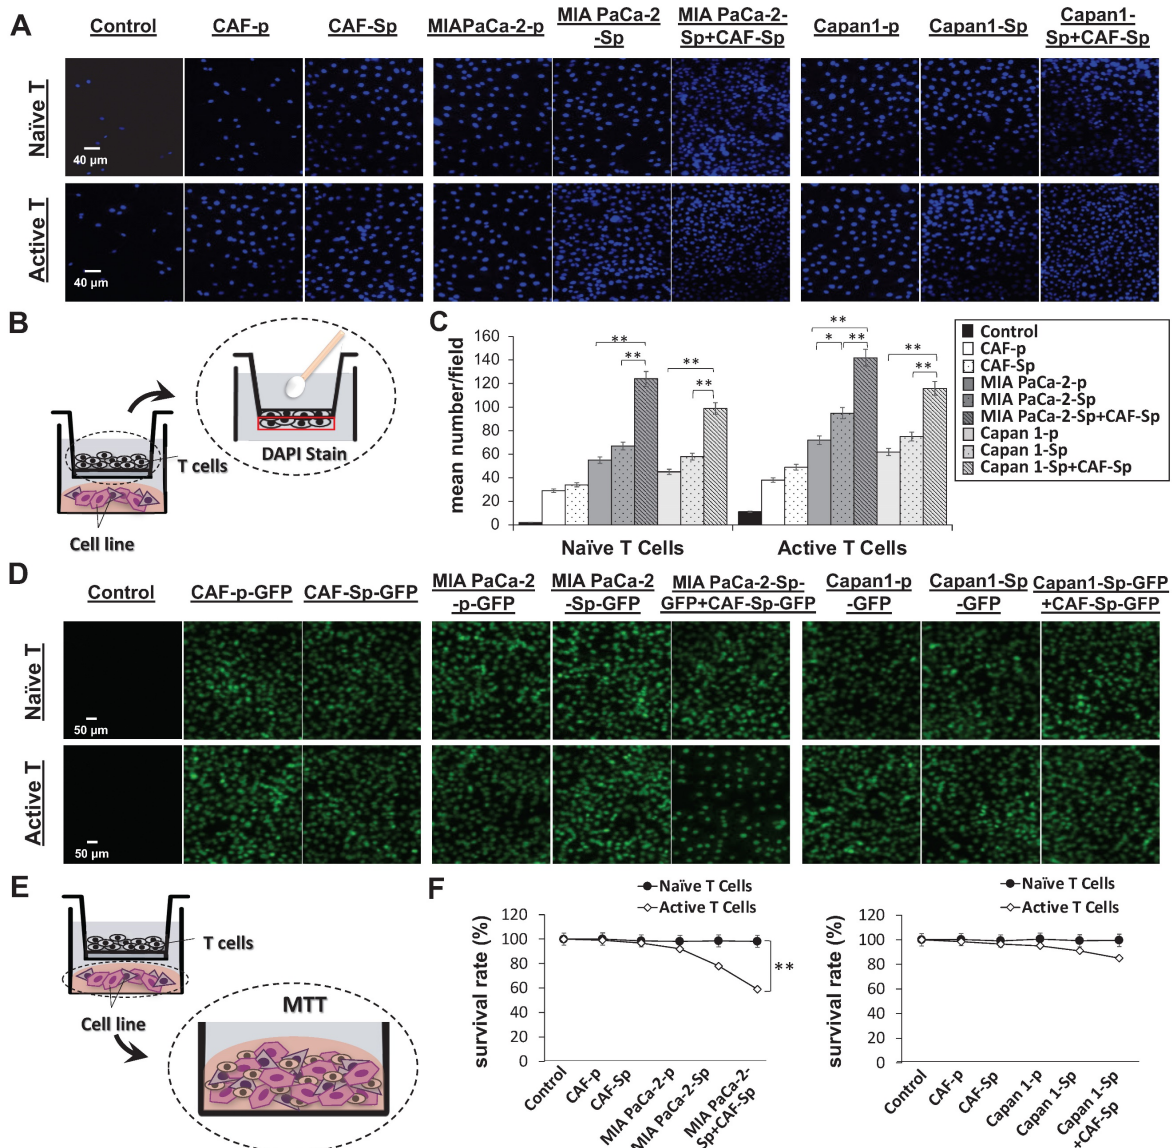 A
Control
CAF-p
CAF-Sp
MIAPaCa-2-p
MIA PaCa-2
-Sp
MIA PaCa-2-
Sp+CAF-Sp
Capan1-p
Capan1-Sp
Capan1-
Sp+CAF-Sp
Naïve T
40 µm
Active T
40 µm
B
T cells
Cell line
DAPI Stain
C
mean number/field
160
140
120
100
80
60
40
20
0
**
**
**
**
**
*
**
**
**
Naïve T Cells
Active T Cells
Control
CAF-p
CAF-Sp
MIA PaCa-2-p
MIA PaCa-2-Sp
MIA PaCa-2-Sp+CAF-Sp
Capan 1-p
Capan 1-Sp
Capan 1-Sp+CAF-Sp
D
Control
CAF-p-GFP
CAF-Sp-GFP
MIA PaCa-2
-p-GFP
MIA PaCa-2
-Sp-GFP
MIA PaCa-2-Sp-
GFP+CAF-Sp-GFP
Capan1-p
-GFP
Capan1-Sp
-GFP
Capan1-Sp-GFP
+CAF-Sp-GFP
Naïve T
50 µm
Active T
50 µm
E
T cells
Cell line
MTT
F
Naïve T Cells
Active T Cells
survival rate (%)
120
100
80
60
40
20
0
**
Control
CAF-p
CAF-Sp
MIA PaCa-2-p
MIA PaCa-2-Sp
MIA PaCa-2-
Sp+CAF-Sp
Naïve T Cells
Active T Cells
survival rate (%)
120
100
80
60
40
20
0
Control
CAF-p
CAF-Sp
Capan 1-p
Capan 1-Sp
Capan 1-Sp
+CAF-Sp